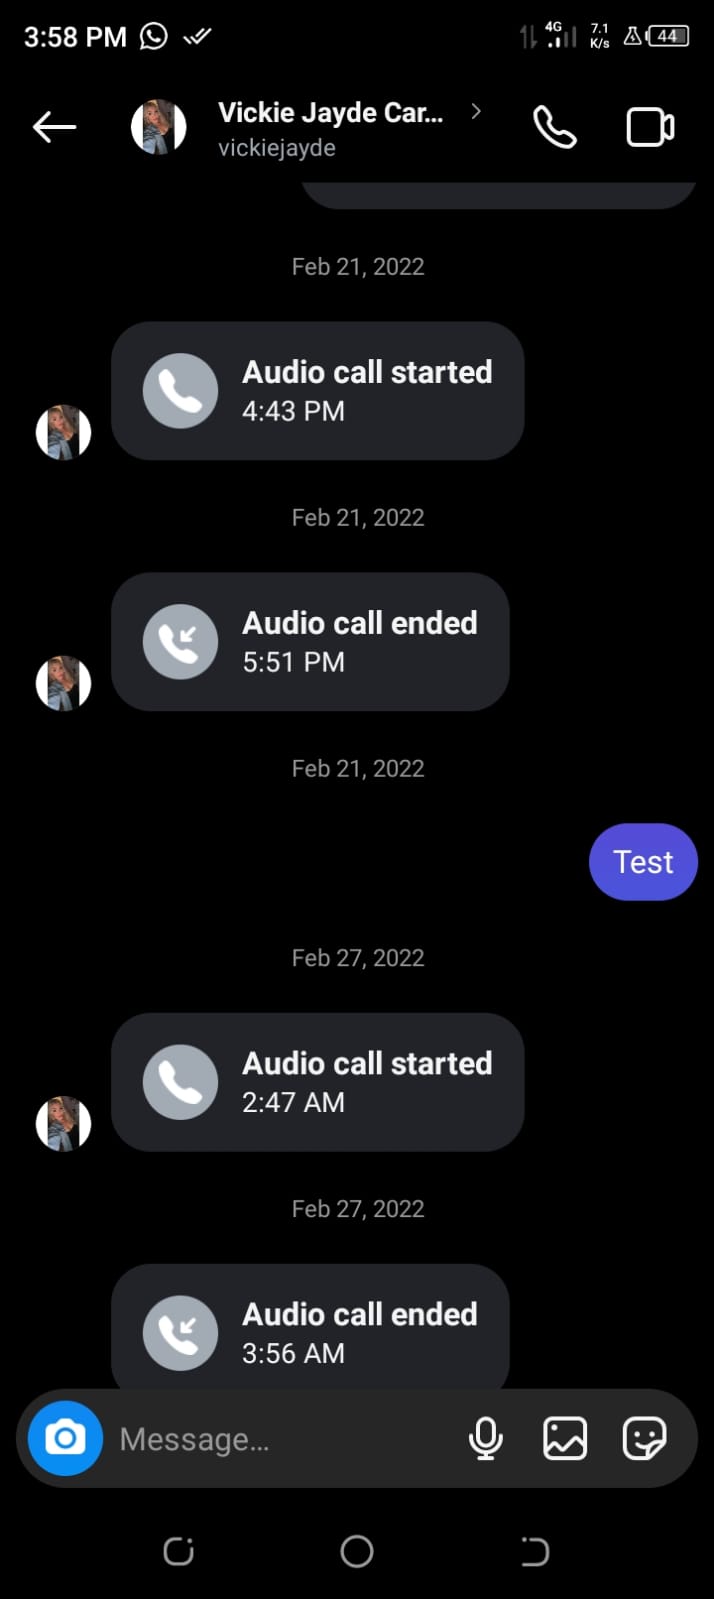 3:58 PM 4G 7.1 K/s 44
Vickie Jayde Car...
vickiejayde
Feb 21, 2022
Audio call started
4:43 PM
Feb 21, 2022
Audio call ended
5:51 PM
Feb 21, 2022
Test
Feb 27, 2022
Audio call started
2:47 AM
Feb 27, 2022
Audio call ended
3:56 AM
Message...